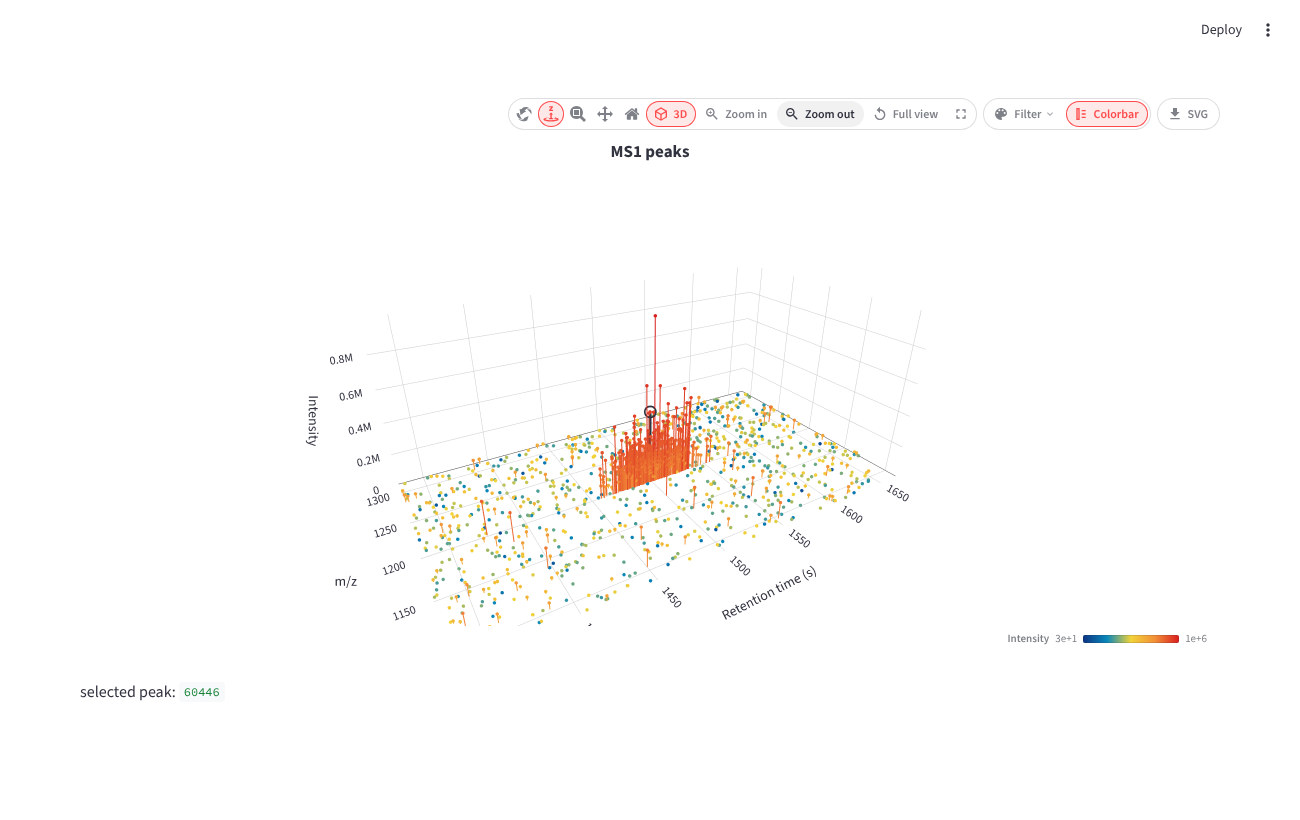 Deploy
3D Zoom in Zoom out Full view Filter Colorbar SVG
MS1 peaks
0.8M
0.6M
0.4M
0.2M
0
Intensity
1300
1250
1200
1150
m/z
1450
1500
1550
1600
1650
Retention time (s)
Intensity 3e+1 1e+6
selected peak: 60446